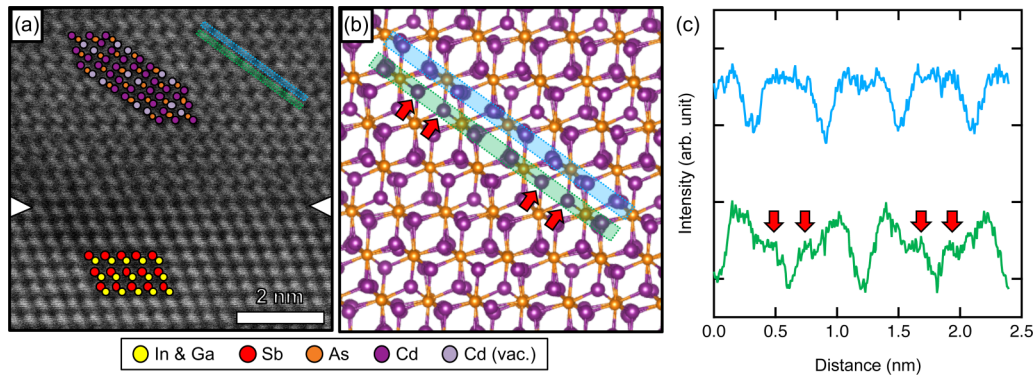 (a)
2 nm
(b)
(c)
Intensity (arb. unit)
0.0 0.5 1.0 1.5 2.0 2.5
Distance (nm)
In & Ga Sb As Cd Cd (vac.)